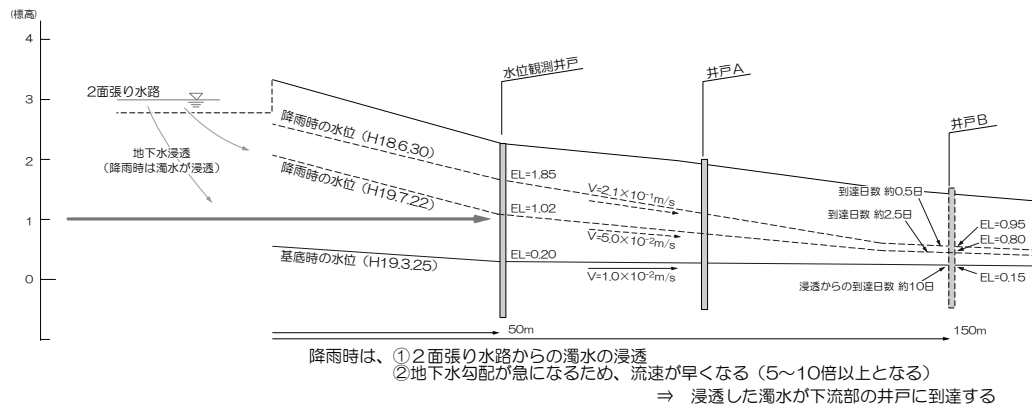 (標高)
4
3
2
1
0
2面張り水路
地下水浸透
(降雨時は濁水が浸透)
降雨時の水位(H18.6.30)
降雨時の水位(H19.7.22)
基底時の水位(H19.3.25)
水位観測井戸
井戸A
井戸B
EL=1.85
EL=1.02
EL=0.20
V=2.1×10⁻¹m/s
V=5.0×10⁻²m/s
V=1.0×10⁻²m/s
到達日数 約0.5日
到達日数 約2.5日
浸透からの到達日数 約10日
EL=0.95
EL=0.80
EL=0.15
50m
150m
降雨時は、①2面張り水路からの濁水の浸透
②地下水勾配が急になるため、流速が早くなる(5〜10倍以上となる)
⇒ 浸透した濁水が下流部の井戸に到達する